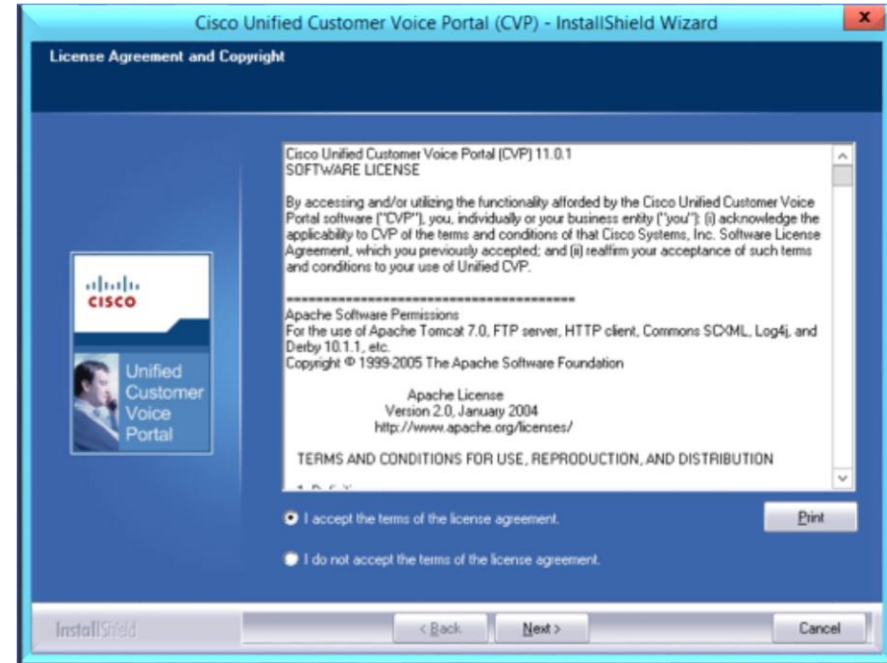 Cisco Unified Customer Voice Portal (CVP) - InstallShield Wizard
x
License Agreement and Copyright
Cisco Unified Customer Voice Portal (CVP) 11.0.1
SOFTWARE LICENSE
By accessing and/or utilizing the functionality afforded by the Cisco Unified Customer Voice
Portal software ("CVP"), you, individually or your business entity ("you"): (i) acknowledge the
applicability to CVP of the terms and conditions of that Cisco Systems, Inc. Software License
Agreement, which you previously accepted; and (ii) reaffirm your acceptance of such terms
and conditions to your use of Unified CVP.
=======================================
Apache Software Permissions
For the use of Apache Tomcat 7.0, FTP server, HTTP client, Commons SCXML, Log4j, and
Derby 10.1.1, etc.
Copyright © 1999-2005 The Apache Software Foundation
Apache License
Version 2.0, January 2004
http://www.apache.org/licenses/
TERMS AND CONDITIONS FOR USE, REPRODUCTION, AND DISTRIBUTION
CISCO
Unified
Customer
Voice
Portal
I accept the terms of the license agreement.
Print
I do not accept the terms of the license agreement.
InstallShield
< Back
Next >
Cancel